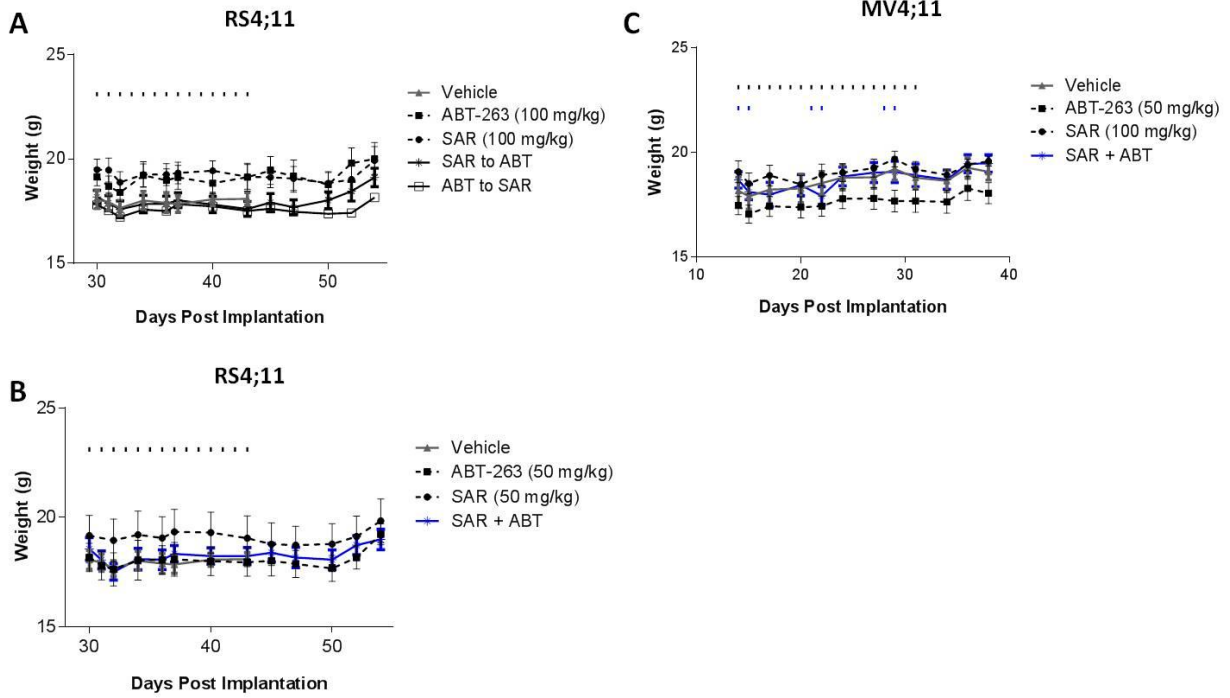 A
RS4;11
25
20
15
30
40
50
Weight (g)
Days Post Implantation
Vehicle
ABT-263 (100 mg/kg)
SAR (100 mg/kg)
SAR to ABT
ABT to SAR
C
MV4;11
25
20
15
10
20
30
40
Weight (g)
Days Post Implantation
Vehicle
ABT-263 (50 mg/kg)
SAR (100 mg/kg)
SAR + ABT
B
RS4;11
25
20
15
30
40
50
Weight (g)
Days Post Implantation
Vehicle
ABT-263 (50 mg/kg)
SAR (50 mg/kg)
SAR + ABT